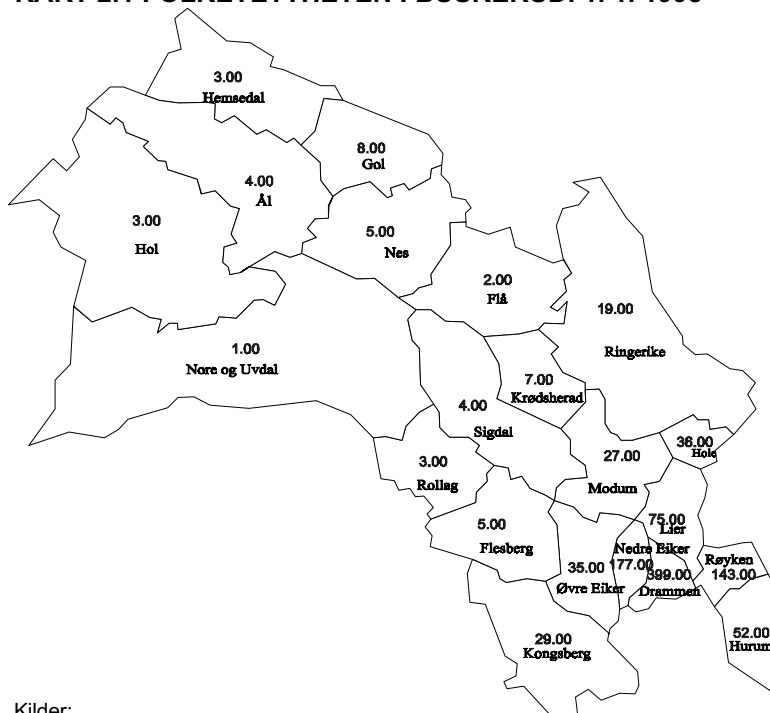 3.00
Hemsedal
8.00
Gol
4.00
Ål
3.00
Hol
5.00
Nes
2.00
Flå
19.00
Ringerike
1.00
Nore og Uvdal
7.00
Krødsherad
4.00
Sigdal
36.00
Hole
27.00
Modum
3.00
Rollag
5.00
Flesberg
75.00
Lier
Nedre Eiker
177.00
35.00
Øvre Eiker
399.00
Drammen
Røyken
143.00
29.00
Kongsberg
52.00
Hurum
Kilder: